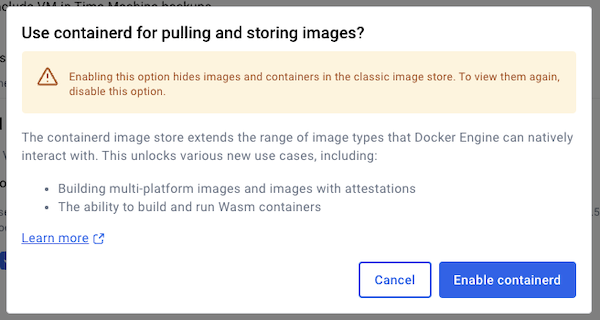 clude VM in Time Machine backups
Use containerd for pulling and storing images?
Enabling this option hides images and containers in the classic image store. To view them again,
disable this option.
The containerd image store extends the range of image types that Docker Engine can natively
interact with. This unlocks various new use cases, including:
• Building multi-platform images and images with attestations
• The ability to build and run Wasm containers
Learn more
Cancel
Enable containerd